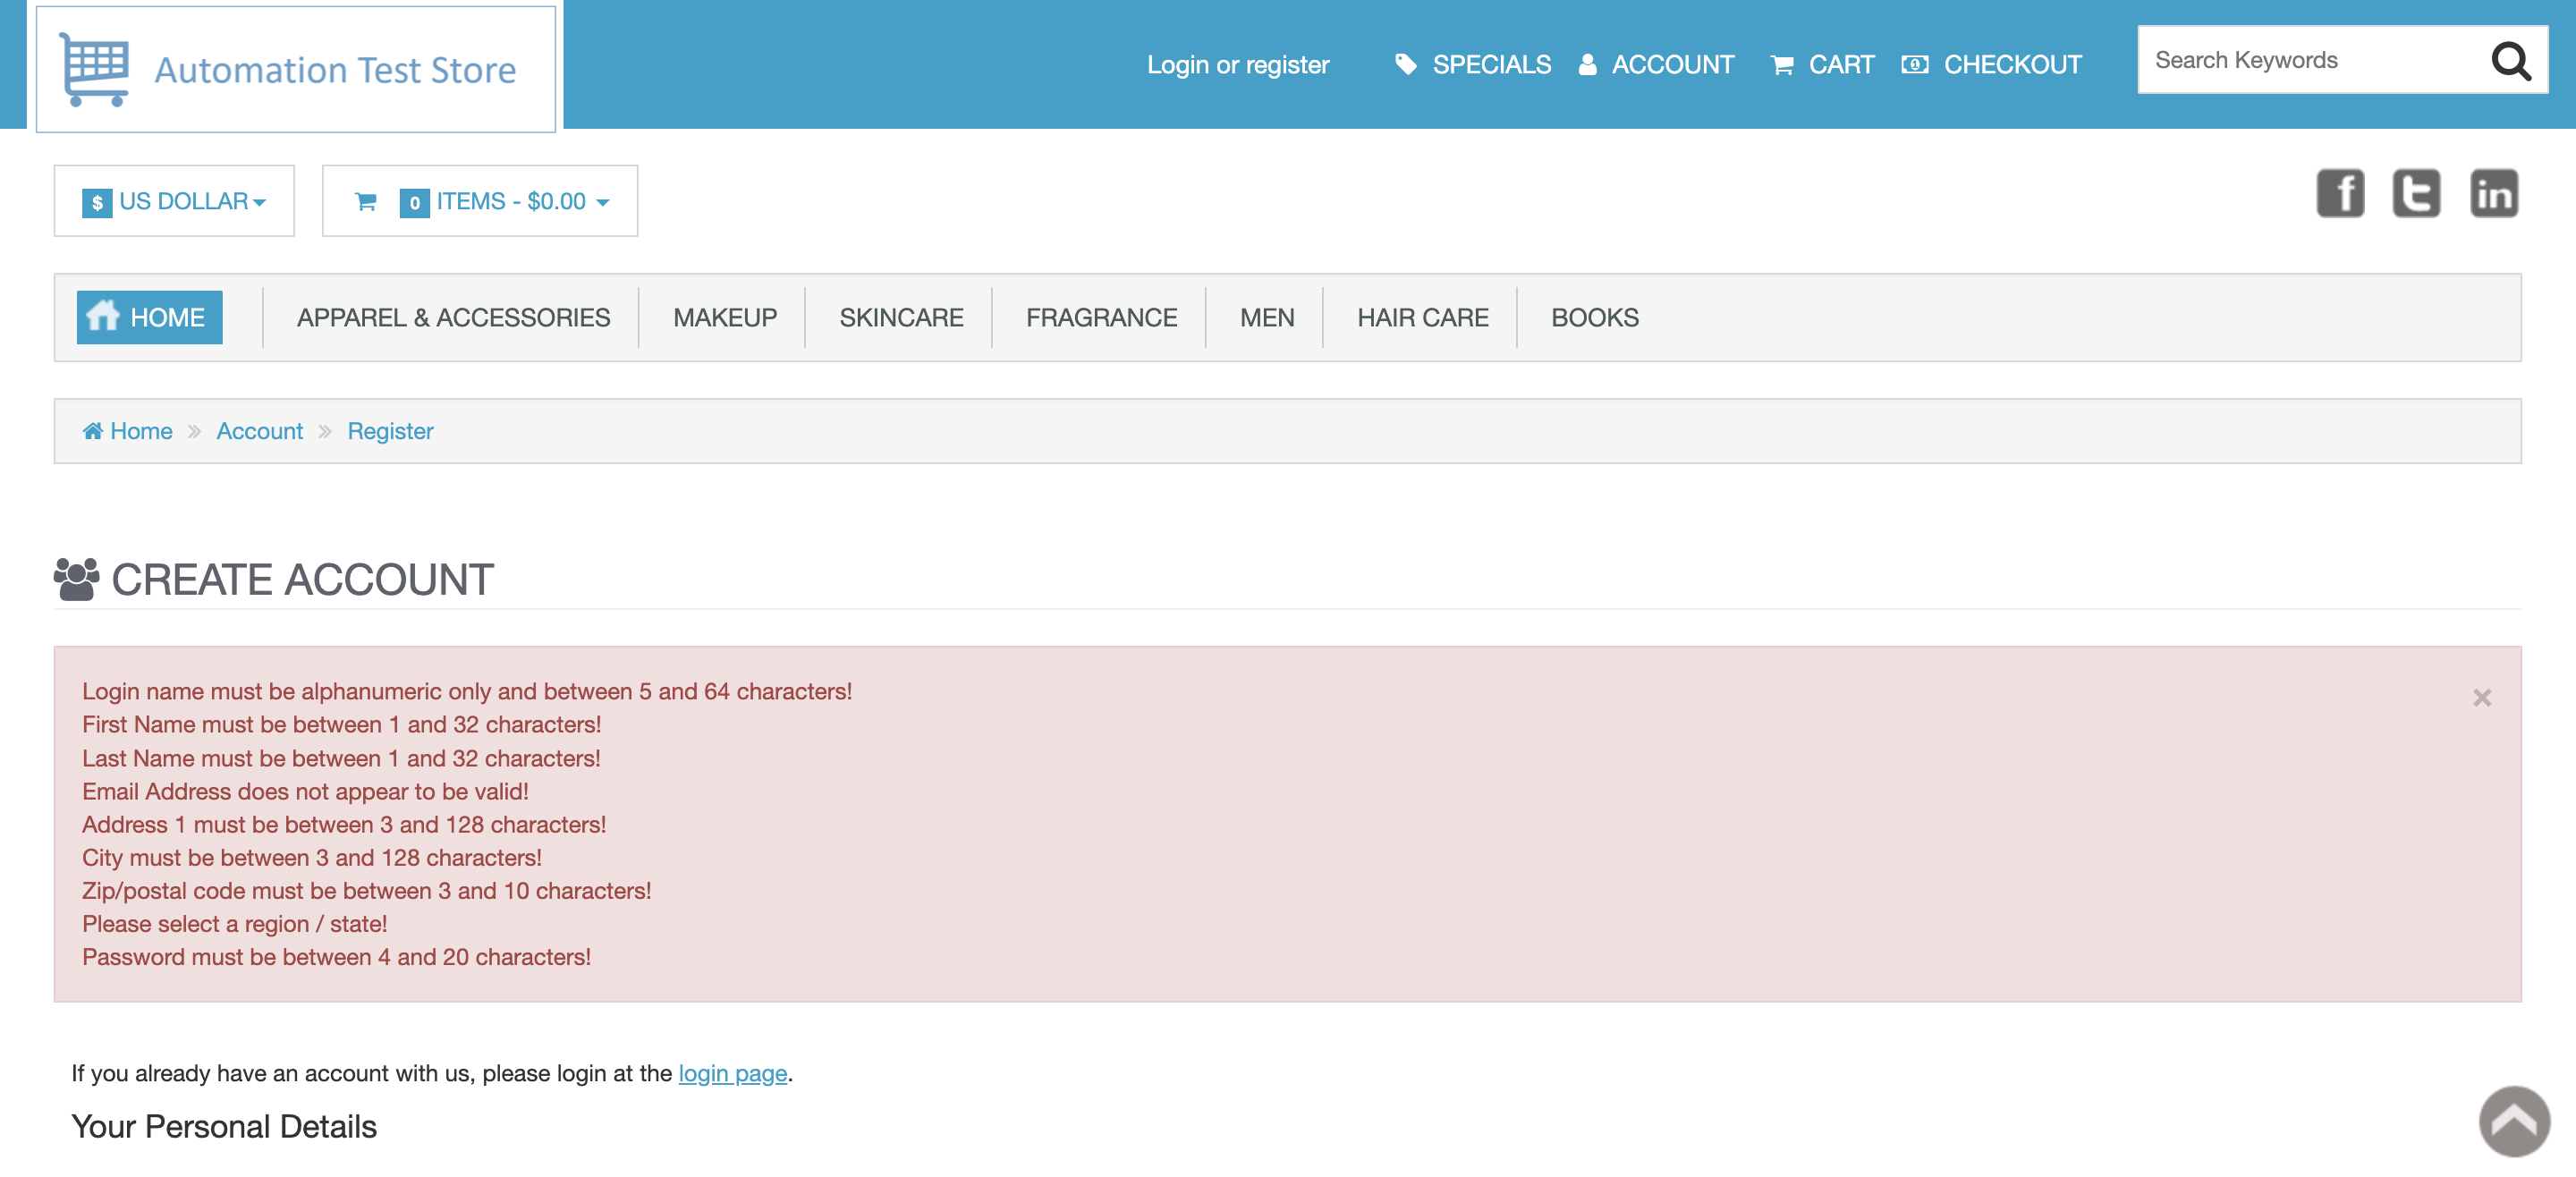 Automation Test Store
Login or register SPECIALS ACCOUNT CART CHECKOUT Search Keywords
$ US DOLLAR 0 ITEMS - $0.00
f t in
HOME APPAREL & ACCESSORIES MAKEUP SKINCARE FRAGRANCE MEN HAIR CARE BOOKS
Home » Account » Register
CREATE ACCOUNT
Login name must be alphanumeric only and between 5 and 64 characters!
First Name must be between 1 and 32 characters!
Last Name must be between 1 and 32 characters!
Email Address does not appear to be valid!
Address 1 must be between 3 and 128 characters!
City must be between 3 and 128 characters!
Zip/postal code must be between 3 and 10 characters!
Please select a region / state!
Password must be between 4 and 20 characters!
×
If you already have an account with us, please login at the login page.
Your Personal Details